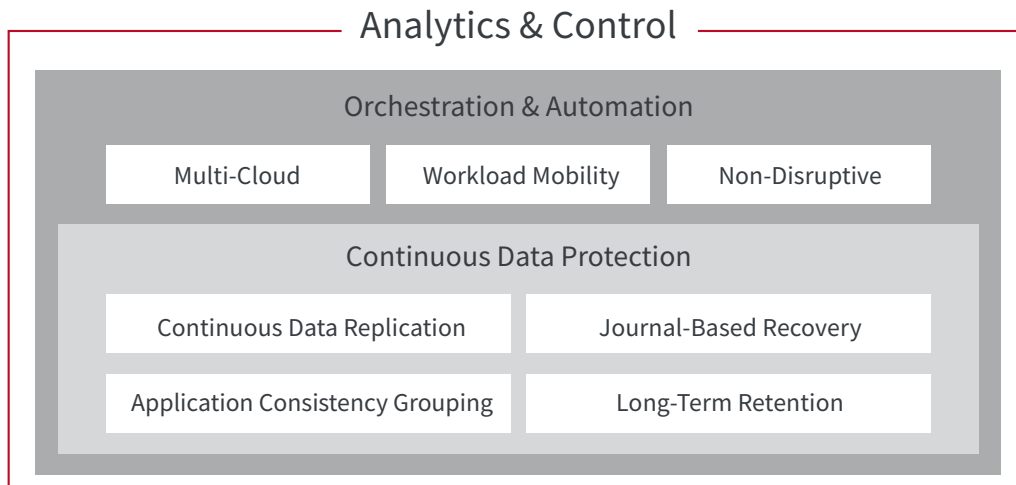 Analytics & Control
Orchestration & Automation
Multi-Cloud
Workload Mobility
Non-Disruptive
Continuous Data Protection
Continuous Data Replication
Journal-Based Recovery
Application Consistency Grouping
Long-Term Retention